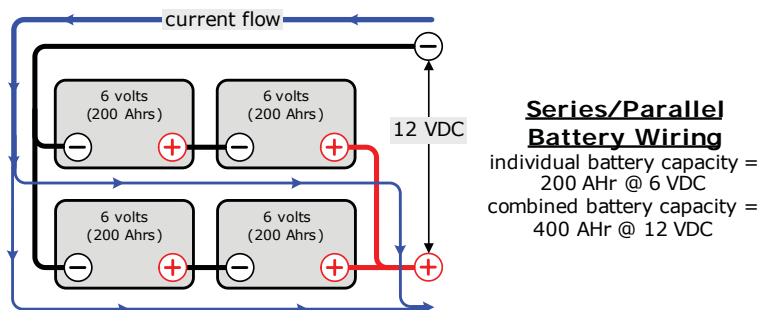 current flow
−
6 volts
(200 Ahrs)
6 volts
(200 Ahrs)
− + − +
12 VDC
6 volts
(200 Ahrs)
6 volts
(200 Ahrs)
− + − + +
Series/Parallel
Battery Wiring
individual battery capacity =
200 AHr @ 6 VDC
combined battery capacity =
400 AHr @ 12 VDC